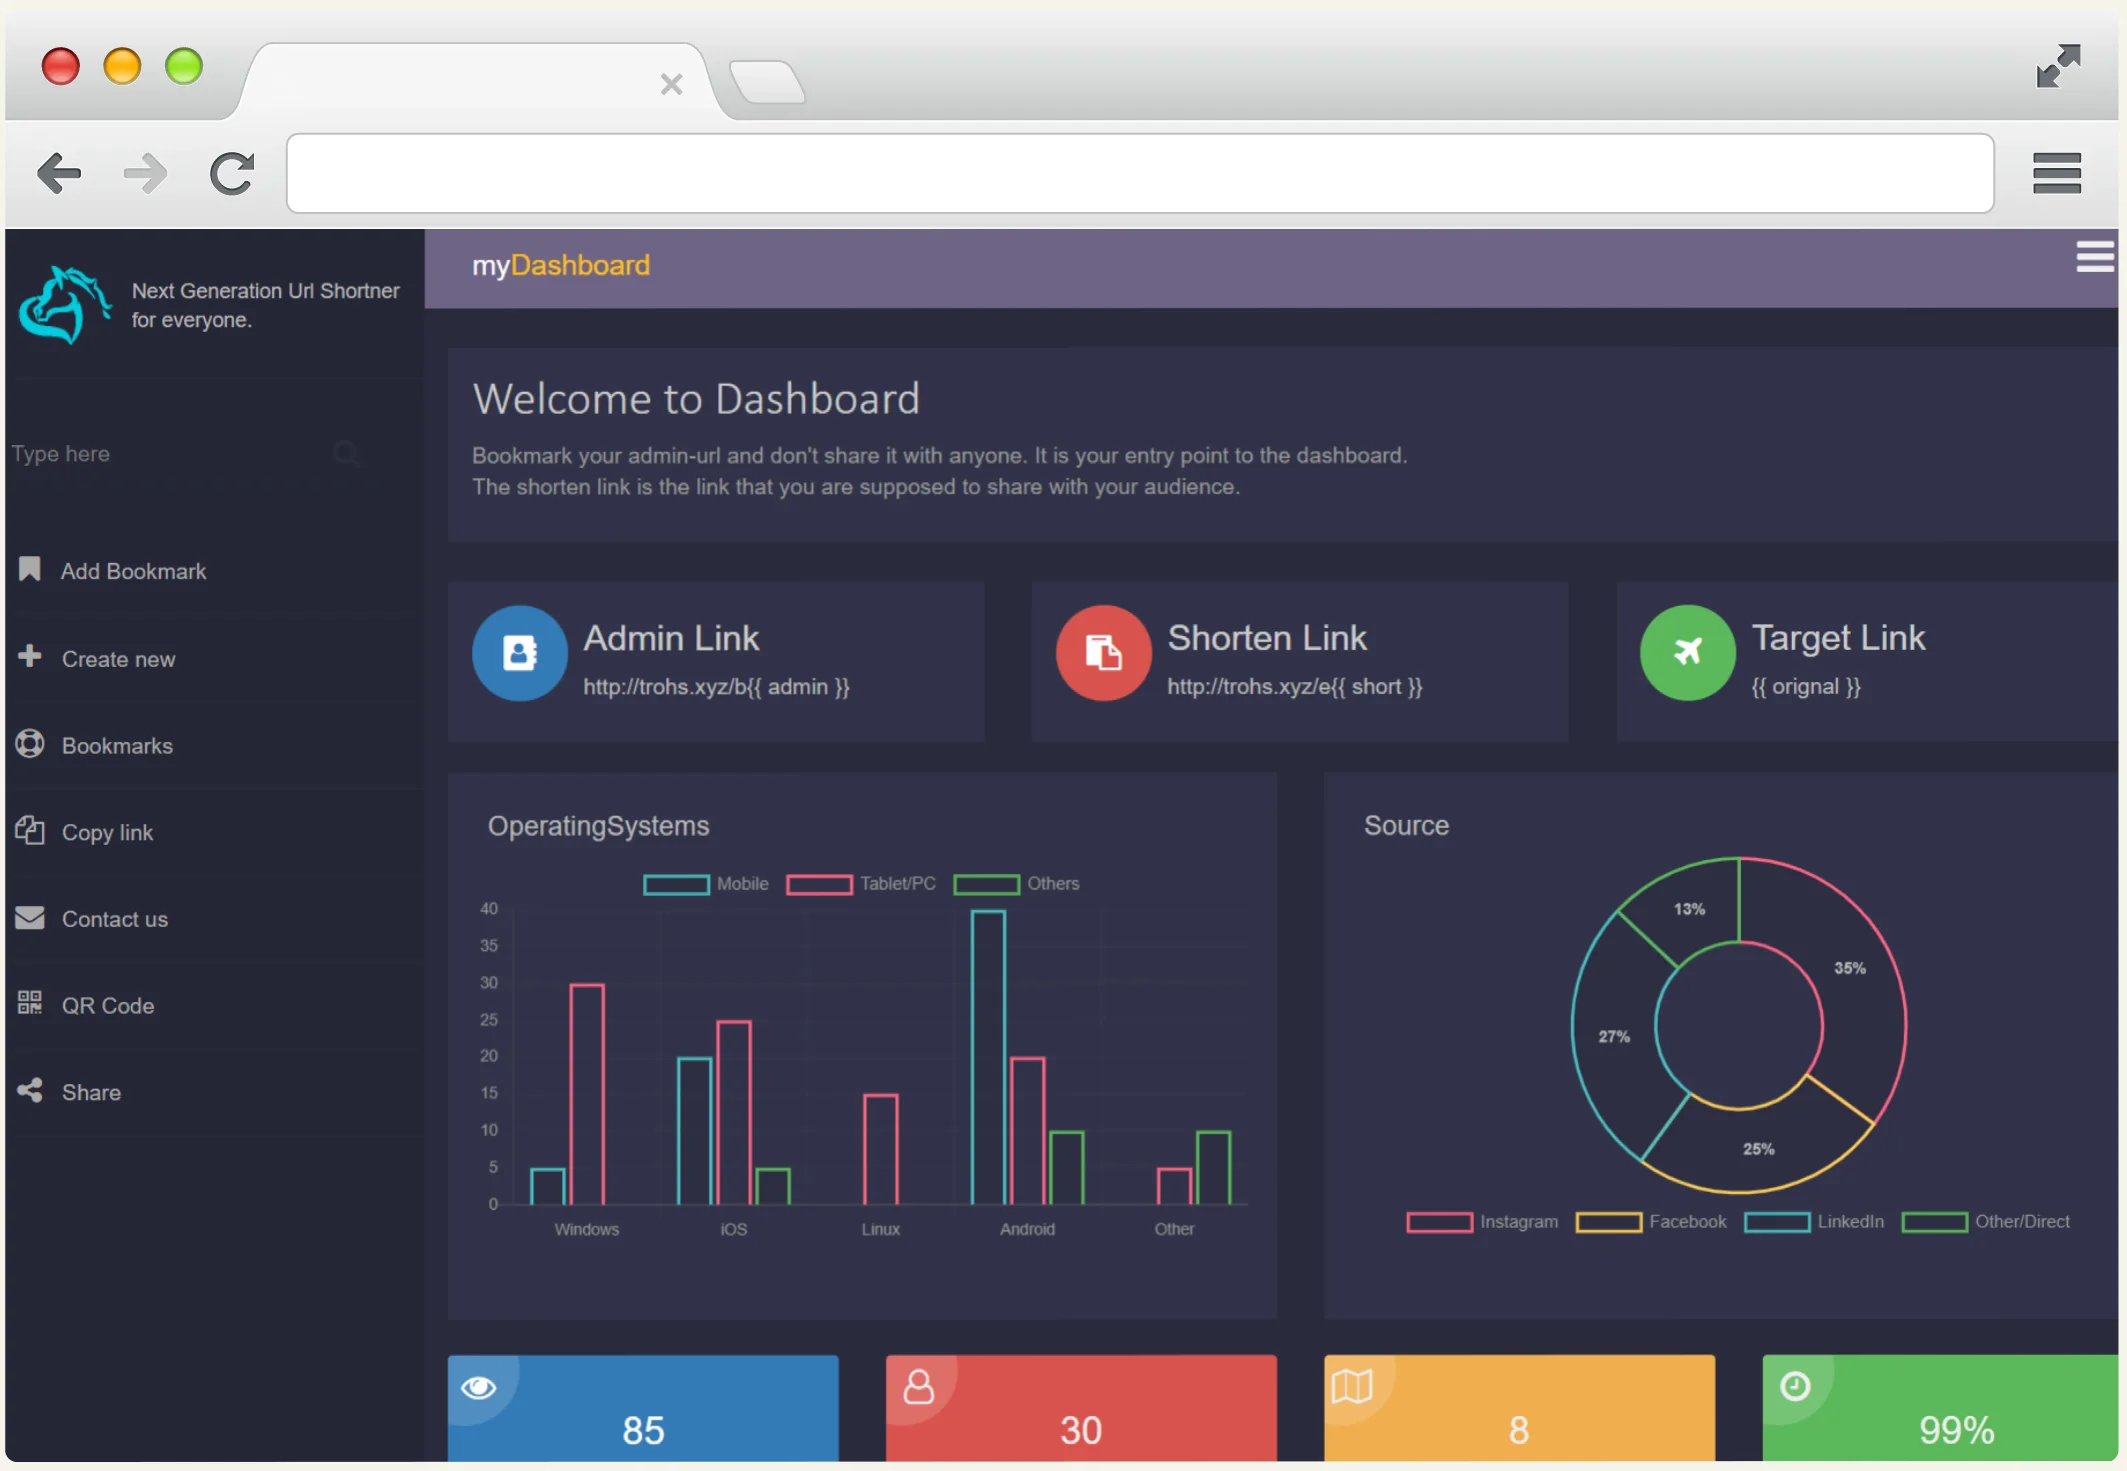 Next Generation Url Shortner
for everyone.
Type here
Add Bookmark
Create new
Bookmarks
Copy link
Contact us
QR Code
Share
myDashboard
Welcome to Dashboard
Bookmark your admin-url and don't share it with anyone. It is your entry point to the dashboard.
The shorten link is the link that you are supposed to share with your audience.
Admin Link
http://trohs.xyz/b{{ admin }}
Shorten Link
http://trohs.xyz/e{{ short }}
Target Link
{{ orignal }}
OperatingSystems
Mobile Tablet/PC Others
40
35
30
25
20
15
10
5
0
Windows iOS Linux Android Other
Source
13%
35%
27%
25%
Instagram Facebook LinkedIn Other/Direct
85
30
8
99%